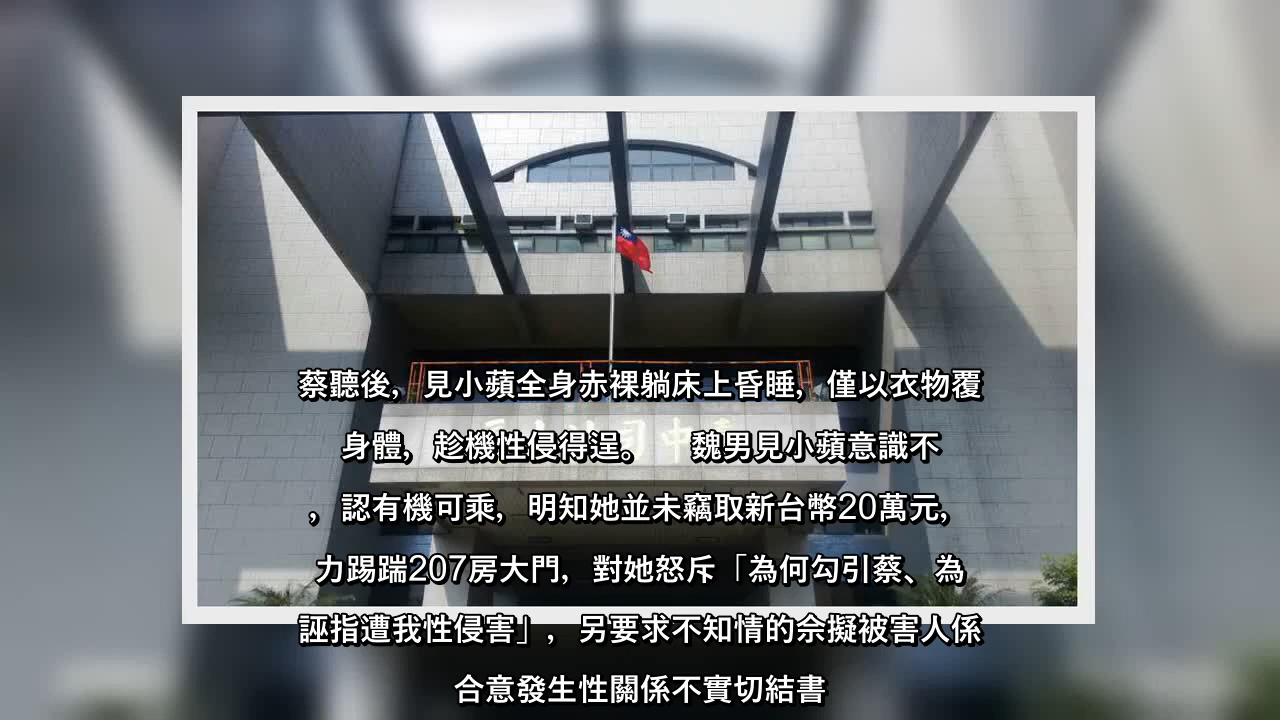 蔡聽後，見小蘋全身赤裸躺床上昏睡，僅以衣物覆
身體，趁機性侵得逞。　魏男見小蘋意識不
，認有機可乘，明知她並未竊取新台幣20萬元，
力踢踹207房大門，對她怒斥「為何勾引蔡、為
誣指遭我性侵害」，另要求不知情的佘擬被害人係
合意發生性關係不實切結書